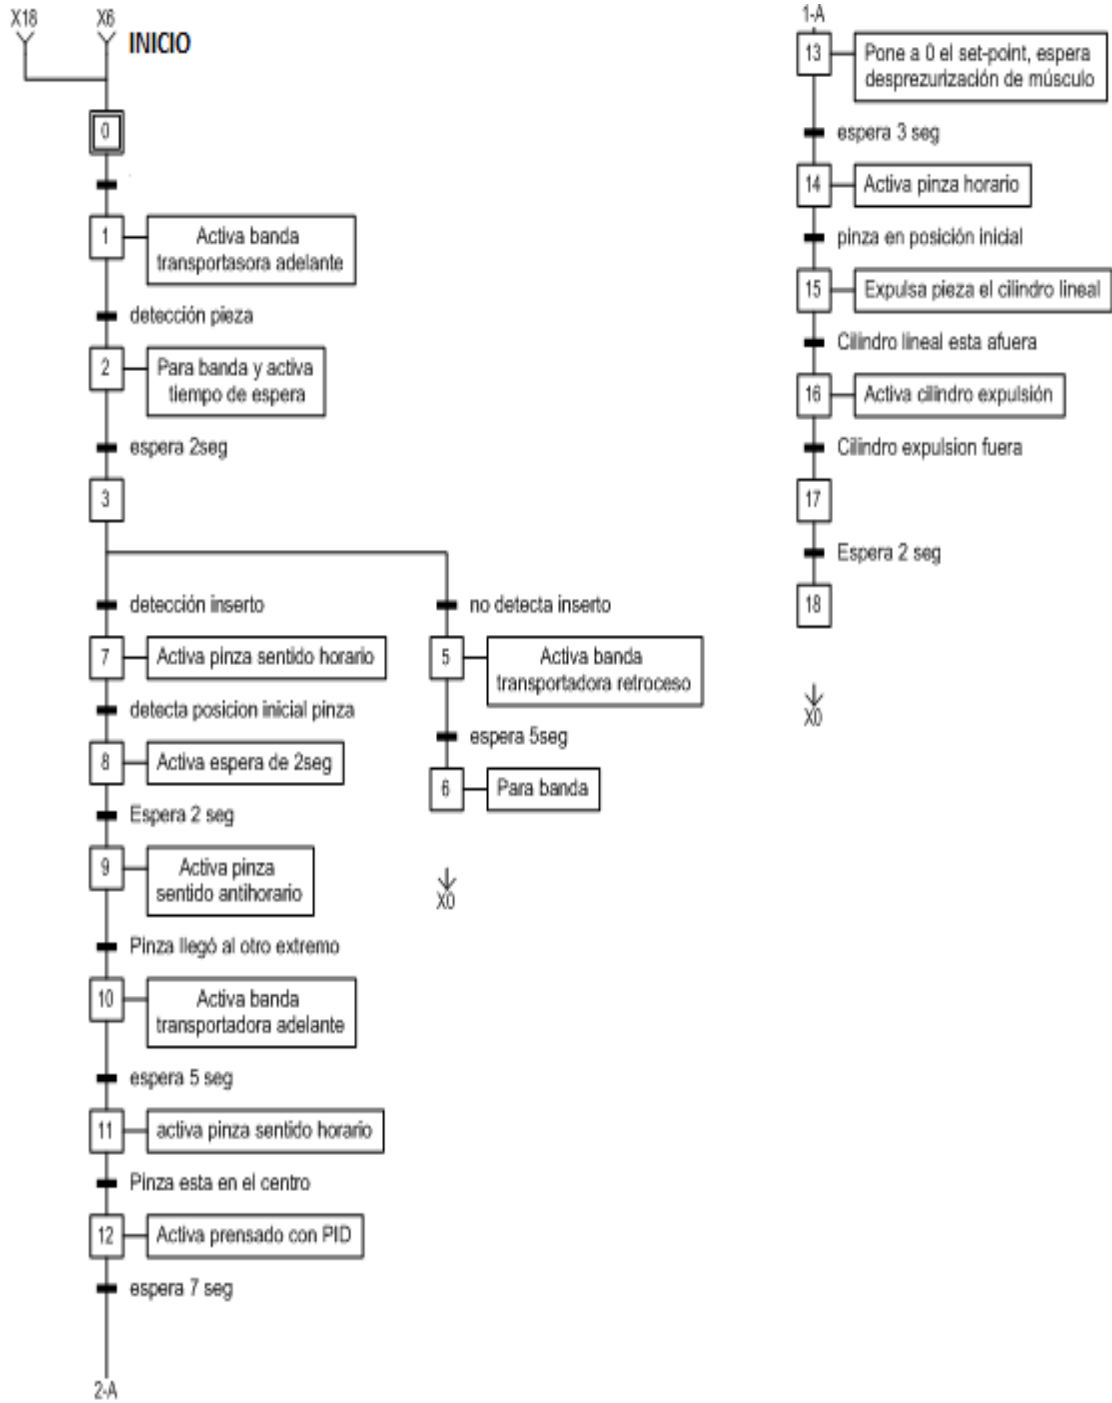 X18
X6
INICIO
0
1
Activa banda
transportasora adelante
detección pieza
2
Para banda y activa
tiempo de espera
espera 2seg
3
detección inserto
7
Activa pinza sentido horario
detecta posicion inicial pinza
8
Activa espera de 2seg
Espera 2 seg
9
Activa pinza
sentido antihorario
Pinza llegó al otro extremo
10
Activa banda
transportadora adelante
espera 5 seg
11
activa pinza sentido horario
Pinza esta en el centro
12
Activa prensado con PID
espera 7 seg
2-A
no detecta inserto
5
Activa banda
transportadora retroceso
espera 5seg
6
Para banda
X0
1-A
13
Pone a 0 el set-point, espera
desprezurización de músculo
espera 3 seg
14
Activa pinza horario
pinza en posición inicial
15
Expulsa pieza el cilindro lineal
Cilindro lineal esta afuera
16
Activa cilindro expulsión
Cilindro expulsion fuera
17
Espera 2 seg
18
X0